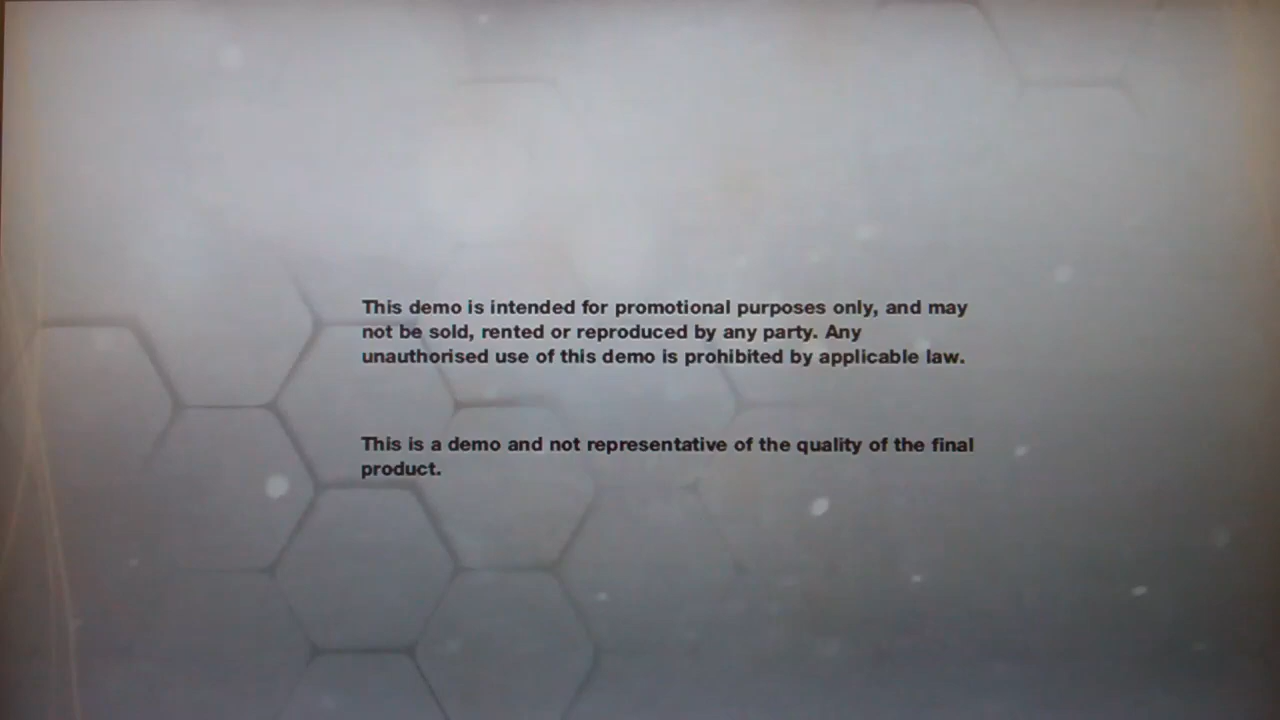 This demo is intended for promotional purposes only, and may
not be sold, rented or reproduced by any party. Any
unauthorised use of this demo is prohibited by applicable law.
This is a demo and not representative of the quality of the final
product.